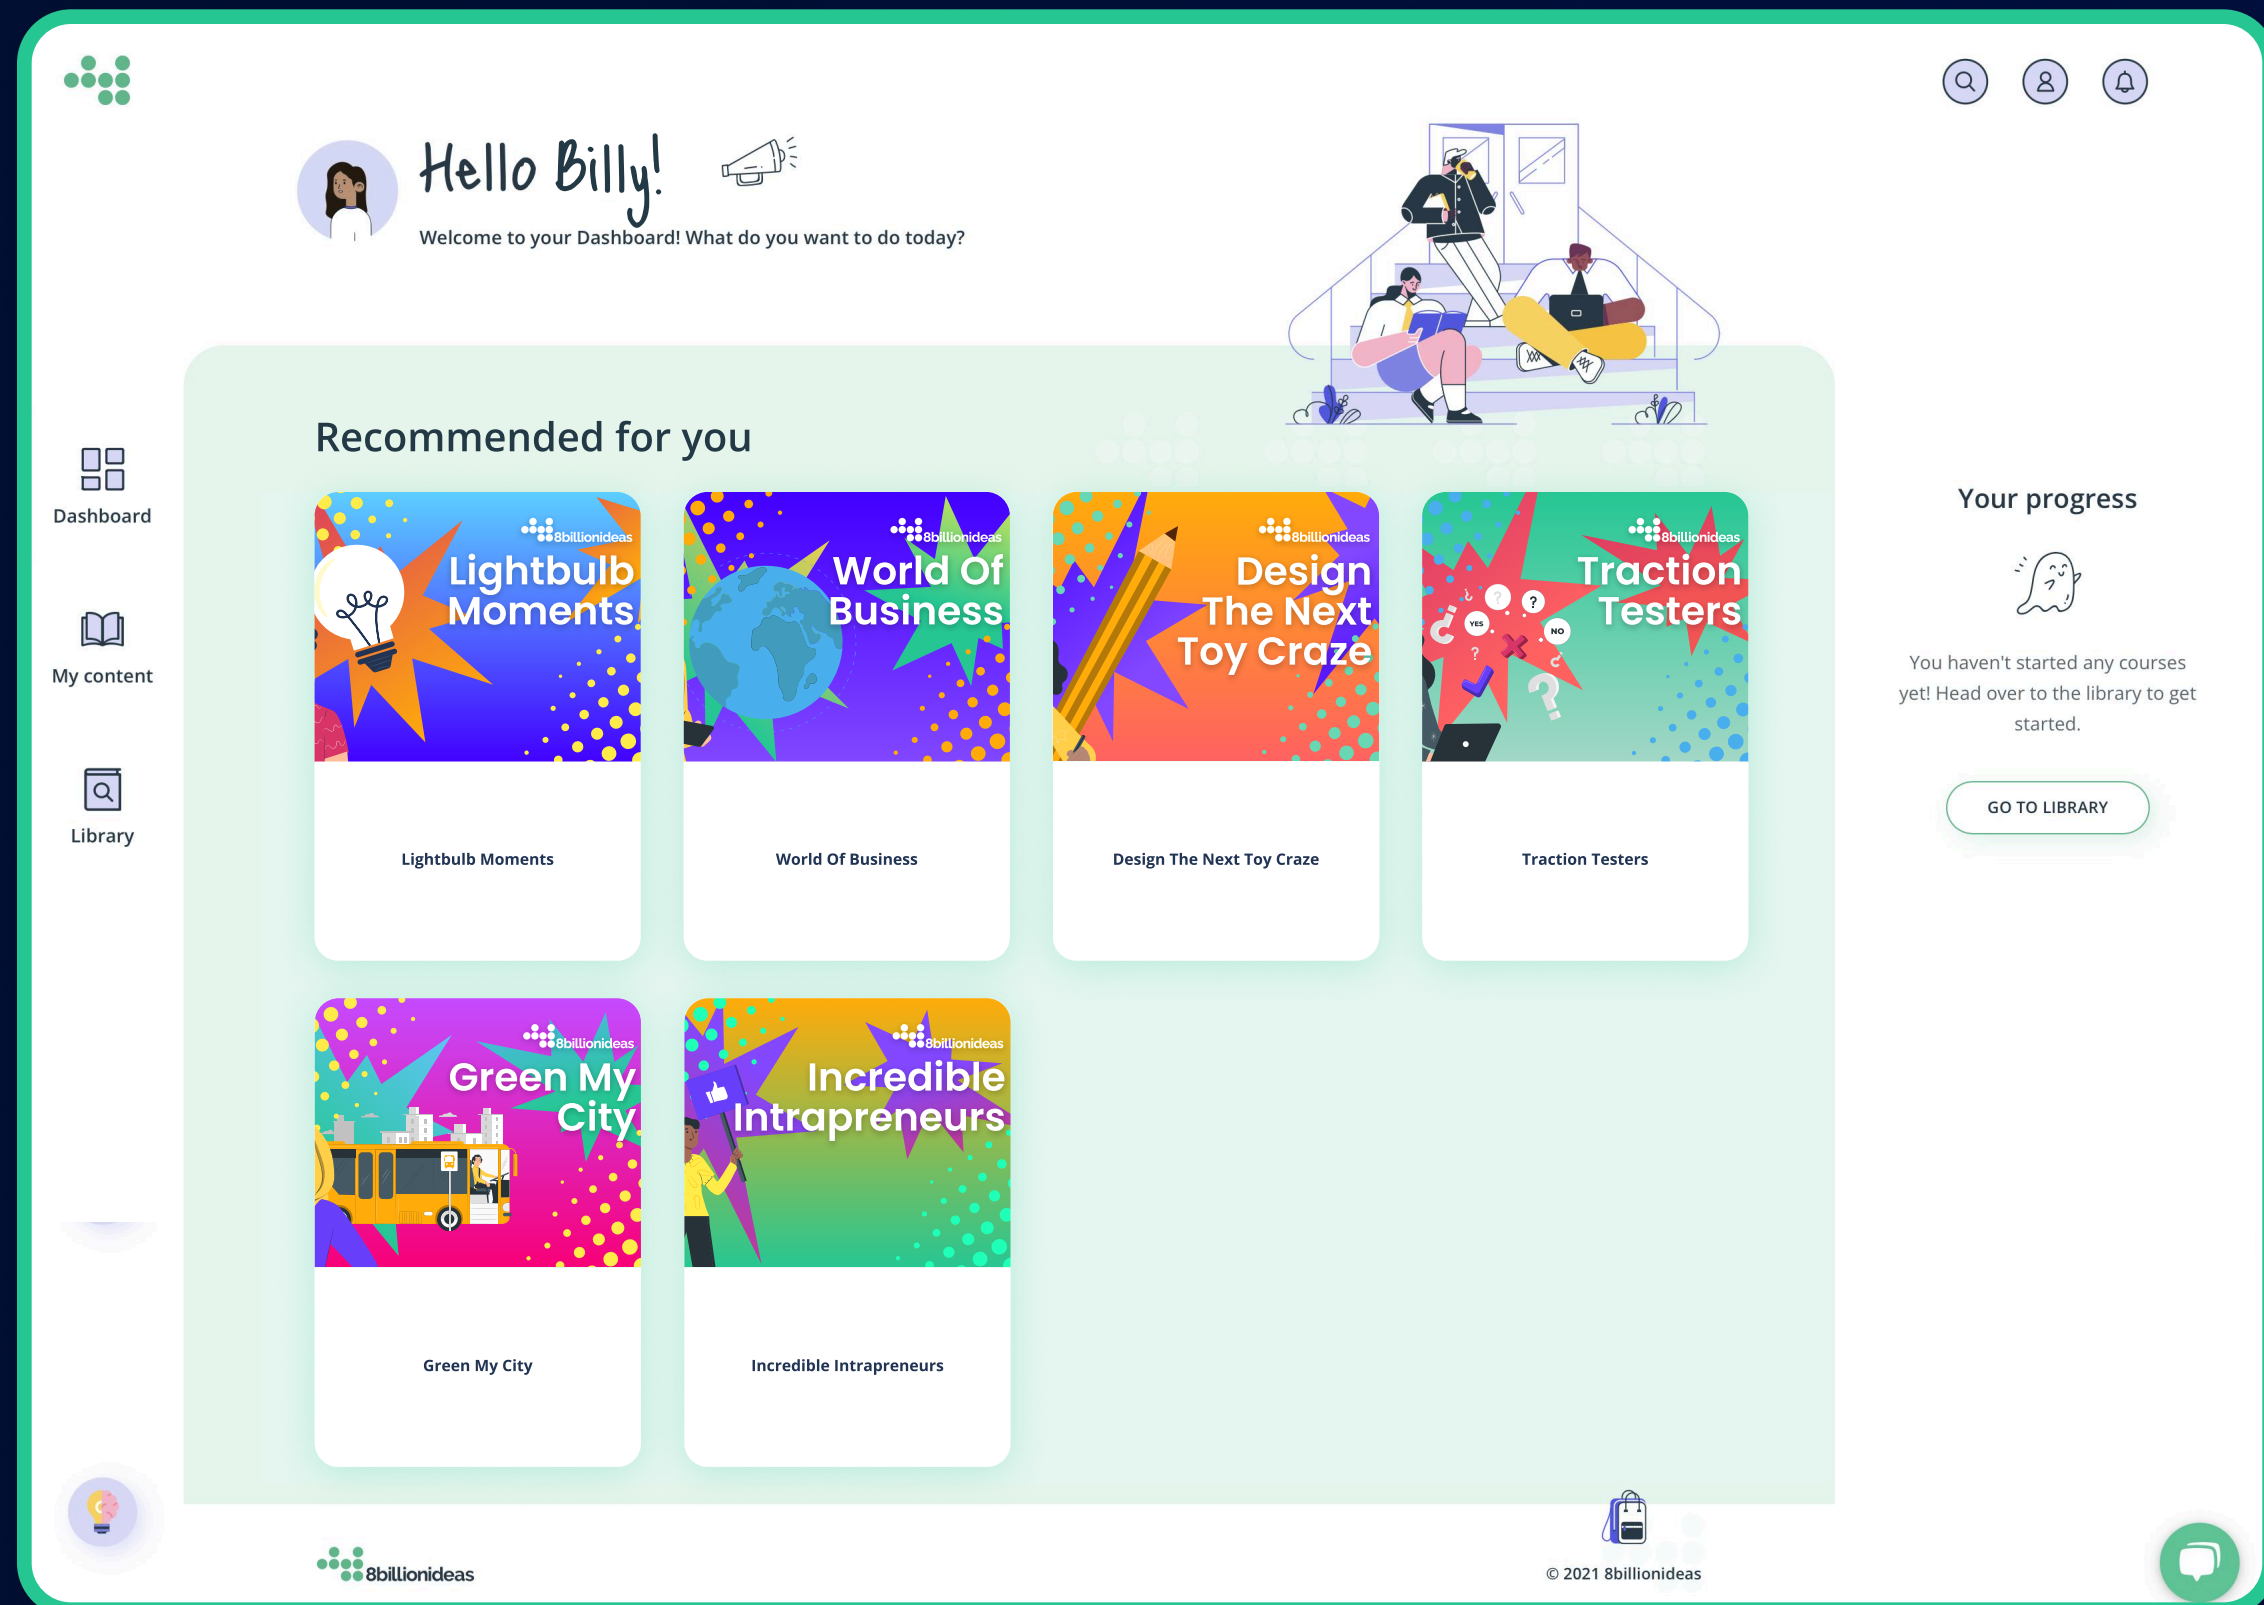 Hello Billy!
Welcome to your Dashboard! What do you want to do today?
Dashboard
My content
Library
Recommended for you
8billionideas
Lightbulb
Moments
Lightbulb Moments
8billionideas
World Of
Business
World Of Business
8billionideas
Design
The Next
Toy Craze
Design The Next Toy Craze
8billionideas
Traction
Testers
? ? ?
YES
NO
?
?
Traction Testers
8billionideas
Green My
City
Green My City
8billionideas
Incredible
Intrapreneurs
Incredible Intrapreneurs
Your progress
You haven't started any courses
yet! Head over to the library to get
started.
GO TO LIBRARY
8billionideas
© 2021 8billionideas